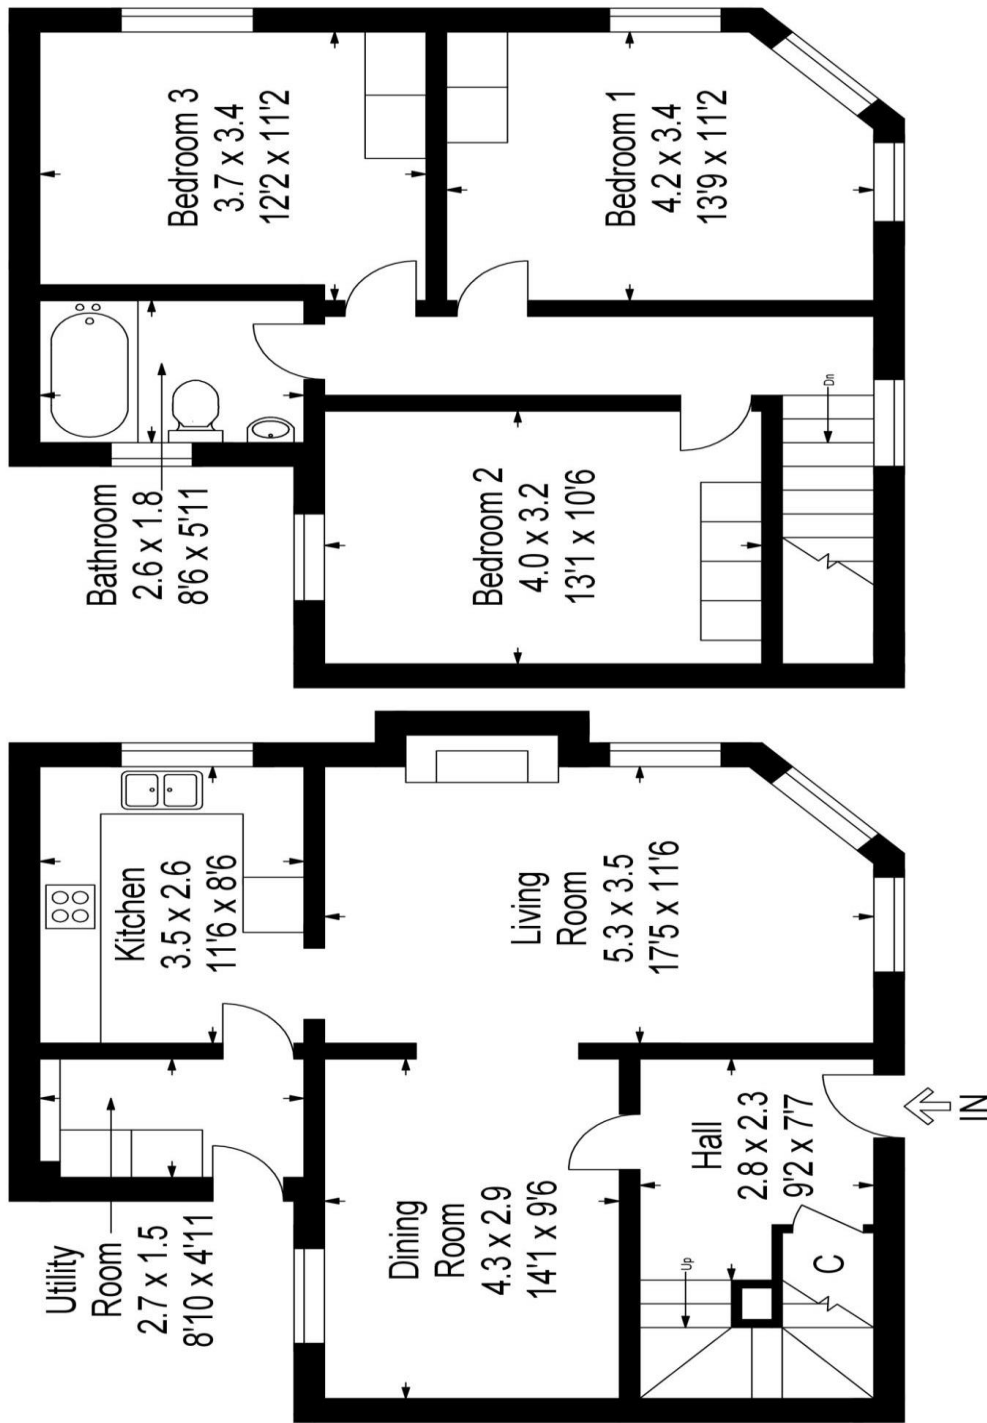 Utility
Room
2.7 x 1.5
8'10 x 4'11
Kitchen
3.5 x 2.6
11'6 x 8'6
Dining
Room
4.3 x 2.9
14'1 x 9'6
Living
Room
5.3 x 3.5
17'5 x 11'6
Up
Hall
2.8 x 2.3
9'2 x 7'7
C
IN
Bathroom
2.6 x 1.8
8'6 x 5'11
Bedroom 3
3.7 x 3.4
12'2 x 11'2
Bedroom 2
4.0 x 3.2
13'1 x 10'6
Bedroom 1
4.2 x 3.4
13'9 x 11'2
Dn